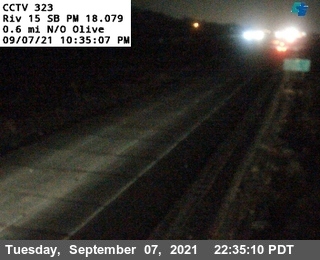 CCTV 323
Riv 15 SB PM 18.079
0.6 mi N/O Olive
09/07/21 10:35:07 PM
Tuesday, September 07, 2021 22:35:10 PDT